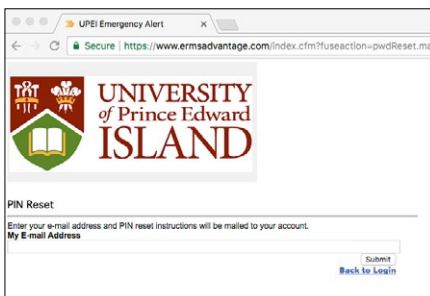 UPEI Emergency Alert
Secure | https://www.ermsadvantage.com/index.cfm?fuseaction=pwdReset.ma
UNIVERSITY
of Prince Edward
ISLAND
PIN Reset
Enter your e-mail address and PIN reset instructions will be mailed to your account.
My E-mail Address
Submit
Back to Login